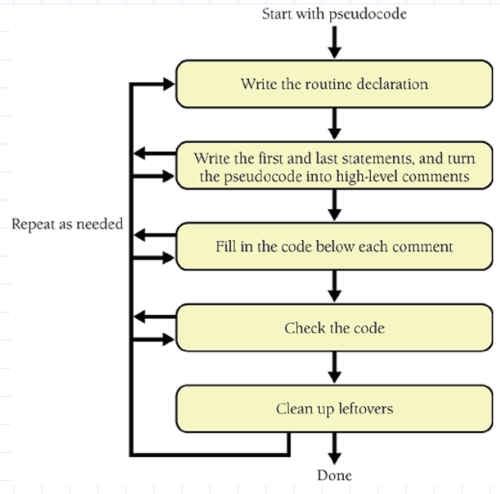 Start with pseudocode
Write the routine declaration
Write the first and last statements, and turn
the pseudocode into high-level comments
Repeat as needed
Fill in the code below each comment
Check the code
Clean up leftovers
Done